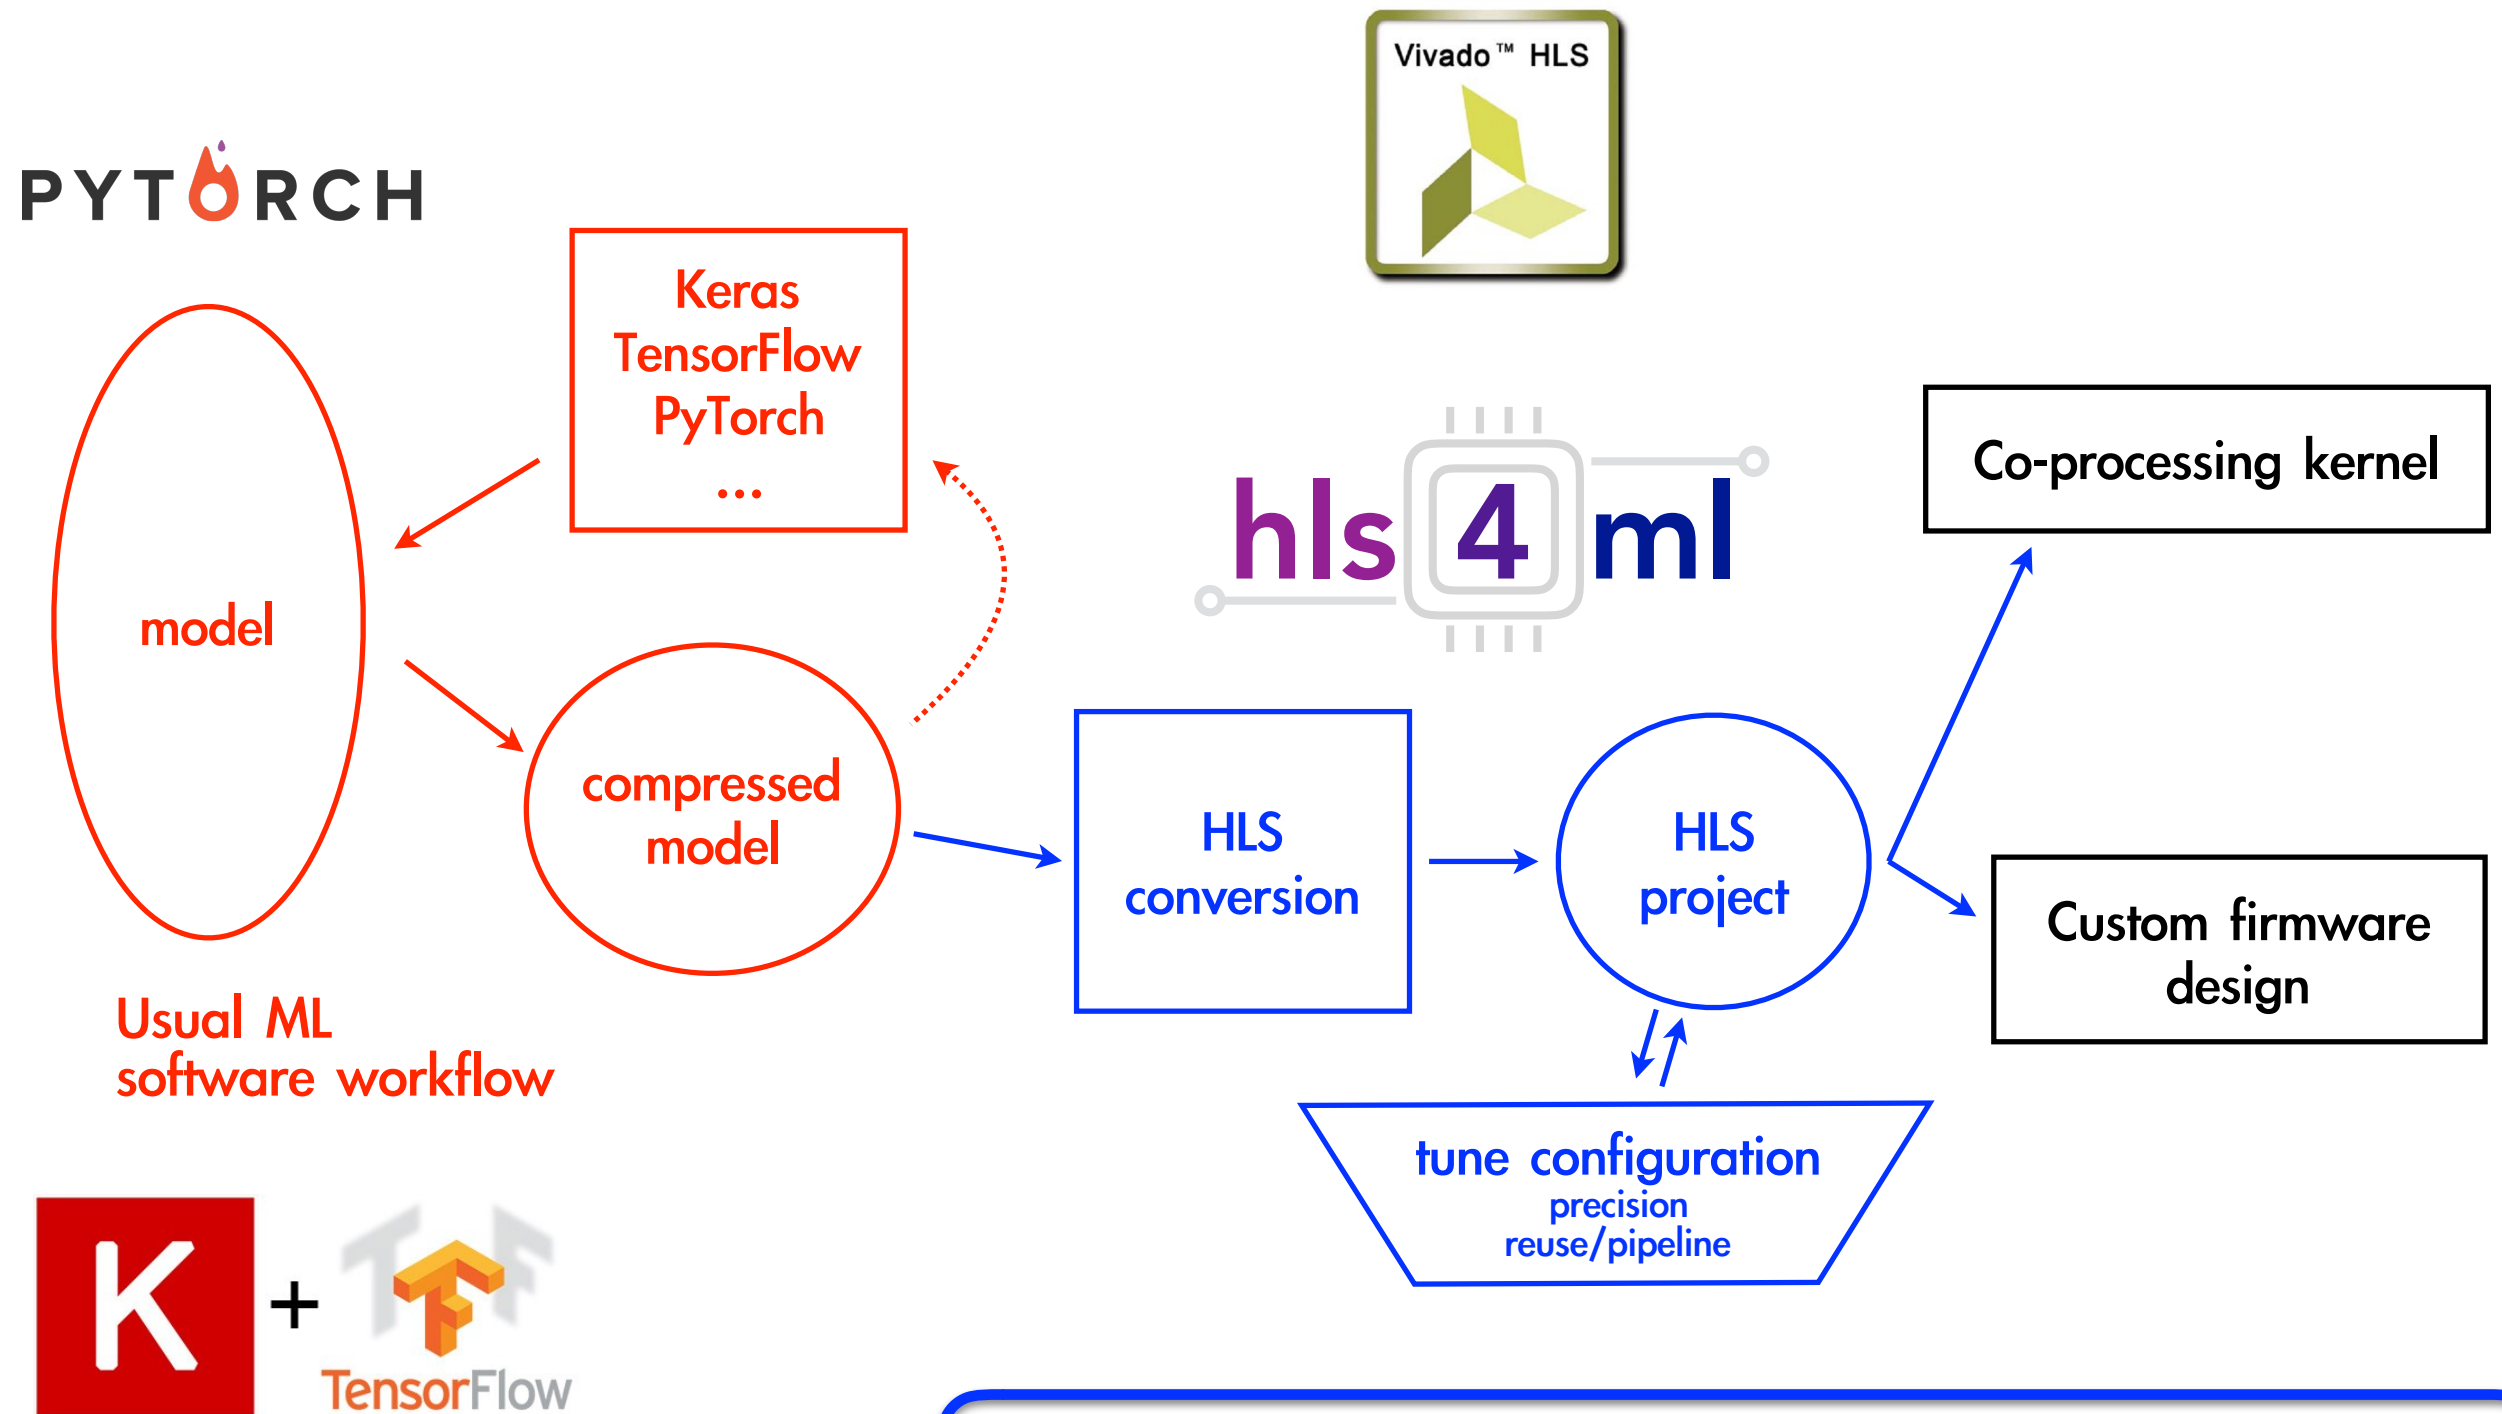 Vivado™ HLS
PYTORCH
Keras
TensorFlow
PyTorch
...
model
compressed
model
Usual ML
software workflow
K
+
TF
TensorFlow
hls 4 ml
HLS
conversion
HLS
project
tune configuration
precision
reuse/pipeline
Co-processing kernel
Custom firmware
design